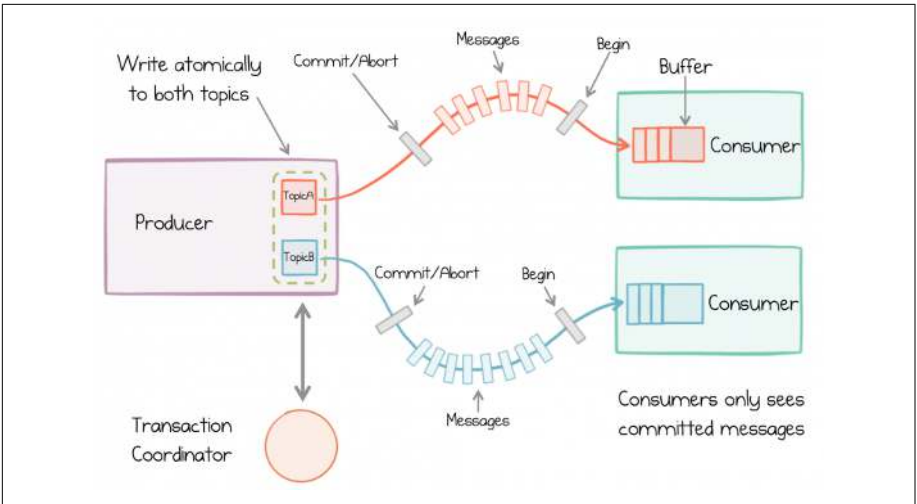 Write atomically
to both topics
Commit/Abort
Messages
Begin
Buffer
Consumer
Producer
TopicA
TopicB
Commit/Abort
Begin
Messages
Consumer
Transaction
Coordinator
Consumers only sees
committed messages